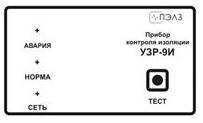 ПЭЛЗ
Прибор
контроля изоляции
УЗР-9И
+
АВАРИЯ
+
НОРМА
+
СЕТЬ
ТЕСТ